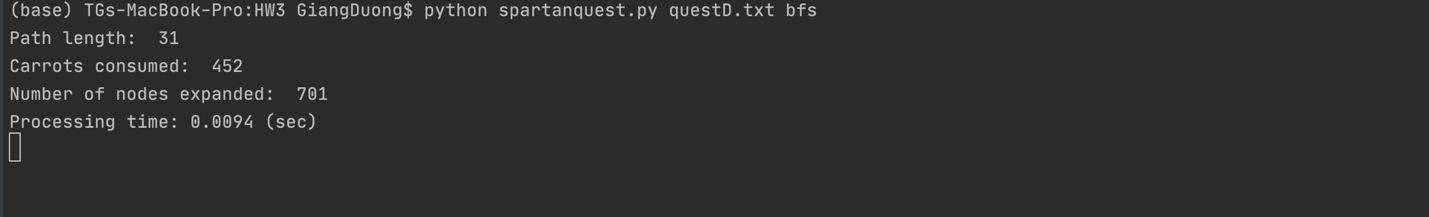 (base) TGs-MacBook-Pro:HW3 GiangDuong$ python spartanquest.py questD.txt bfs
Path length:  31
Carrots consumed:  452
Number of nodes expanded:  701
Processing time: 0.0094 (sec)